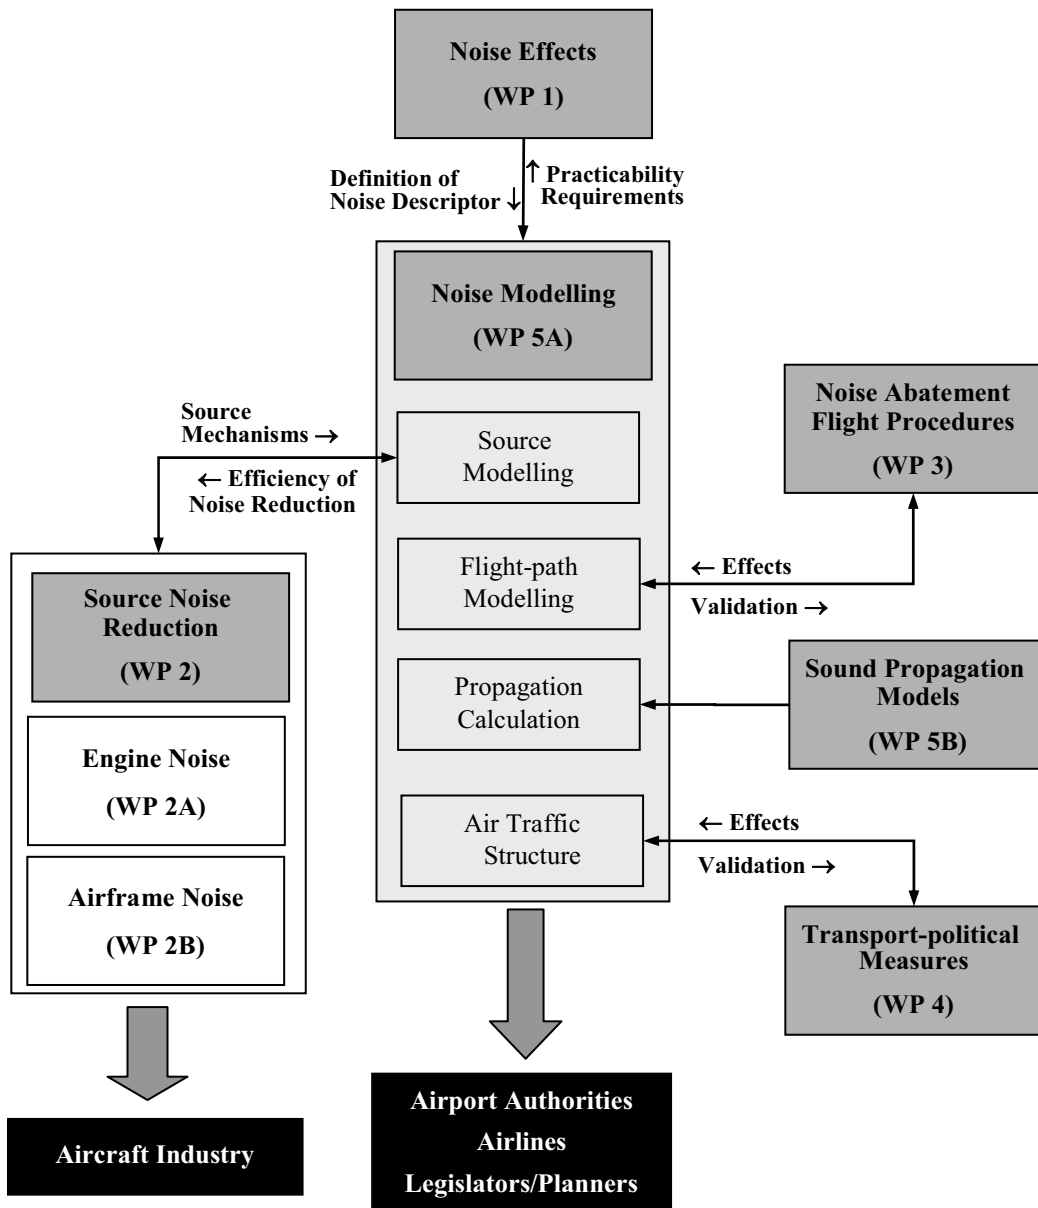 Noise Effects
(WP 1)
Definition of
Noise Descriptor ↓
↑ Practicability
Requirements
Noise Modelling
(WP 5A)
Source
Mechanisms →
← Efficiency of
Noise Reduction
Source
Modelling
Noise Abatement
Flight Procedures
(WP 3)
Flight-path
Modelling
← Effects
Validation →
Source Noise
Reduction
(WP 2)
Propagation
Calculation
Sound Propagation
Models
(WP 5B)
Engine Noise
(WP 2A)
Air Traffic
Structure
← Effects
Validation →
Airframe Noise
(WP 2B)
Transport-political
Measures
(WP 4)
Aircraft Industry
Airport Authorities
Airlines
Legislators/Planners